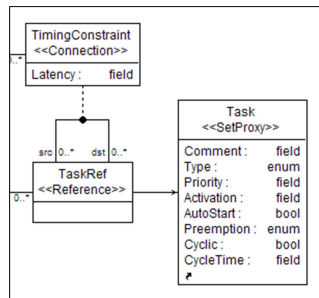 TimingConstraint
<<Connection>>
Latency : field
0..*
src 0..* dst 0..*
TaskRef
<<Reference>>
0..*
Task
<<SetProxy>>
Comment : field
Type : enum
Priority : field
Activation : field
AutoStart : bool
Preemption : enum
Cyclic : bool
CycleTime : field